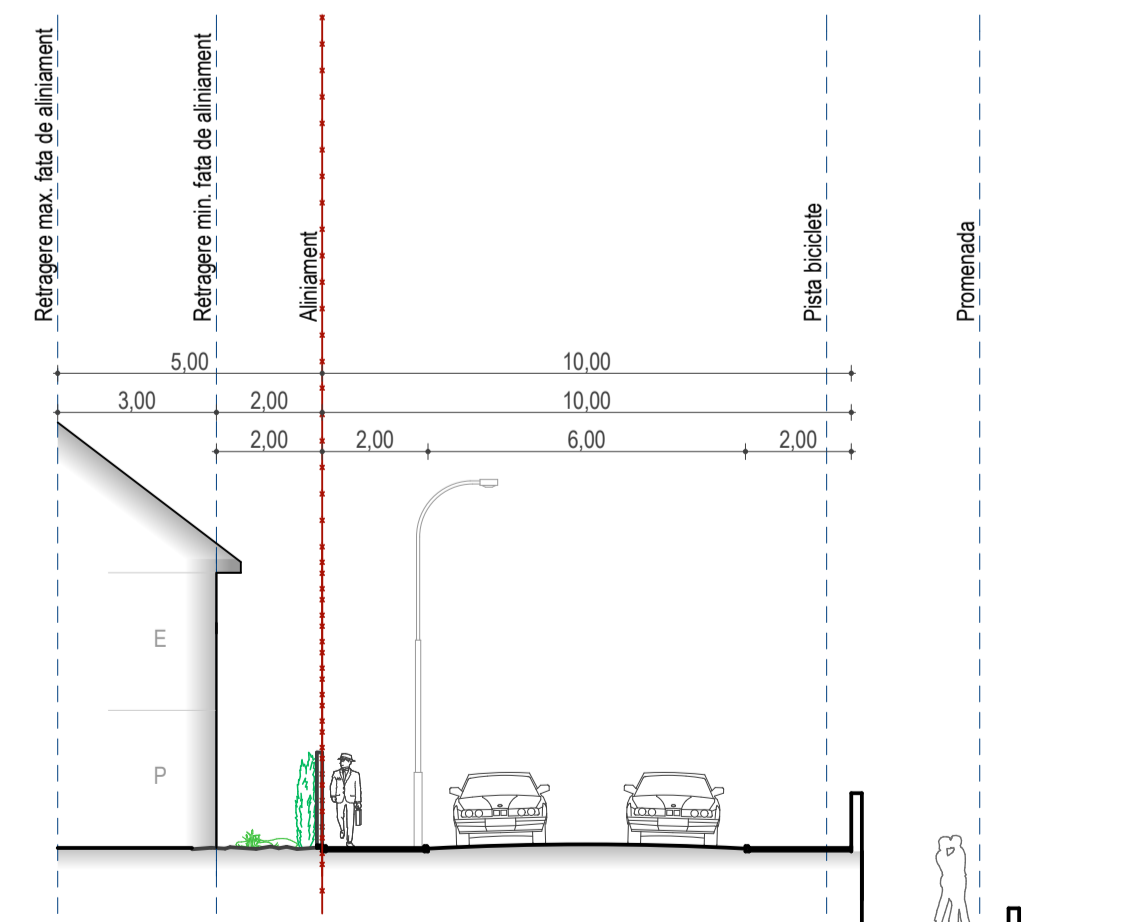 Retragere max. fata de aliniament
Retragere min. fata de aliniament
Aliniament
Pista biciclete
Promenada
5,00
10,00
3,00
2,00
10,00
2,00
2,00
6,00
2,00
E
P